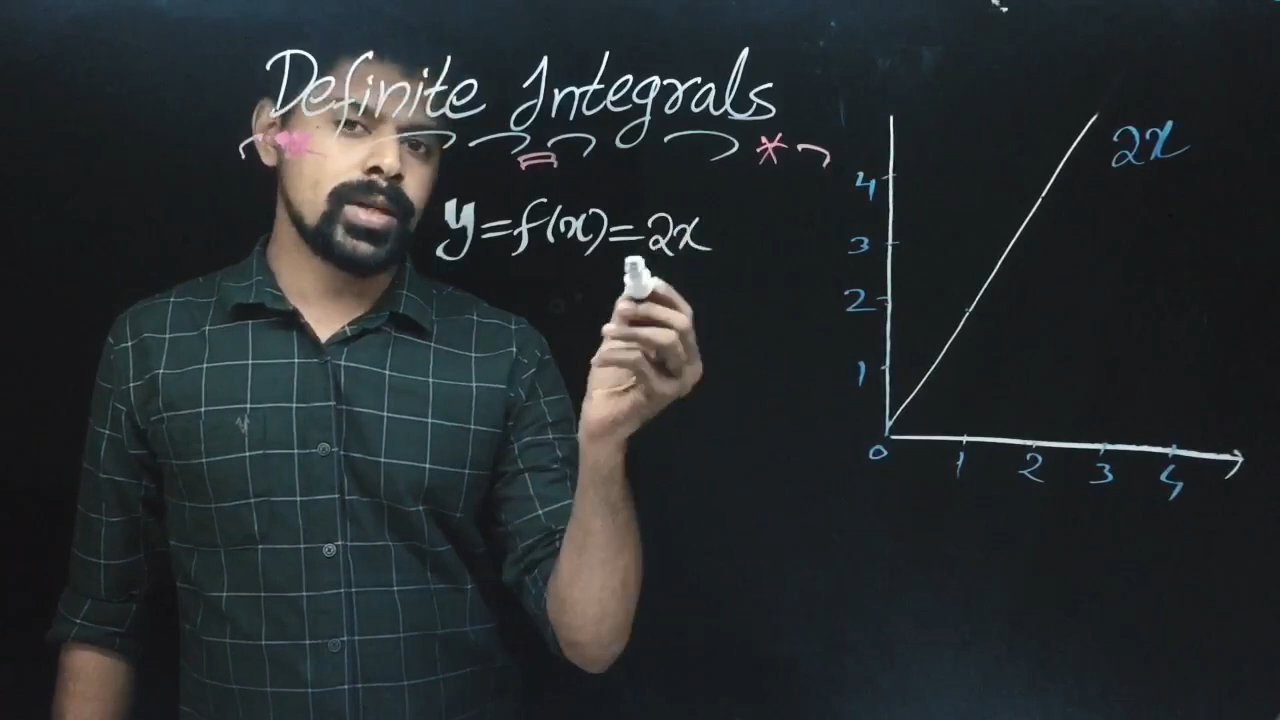 Definite Integrals
y=f(x)=2x
2x
4
3
2
1
0 1 2 3 4